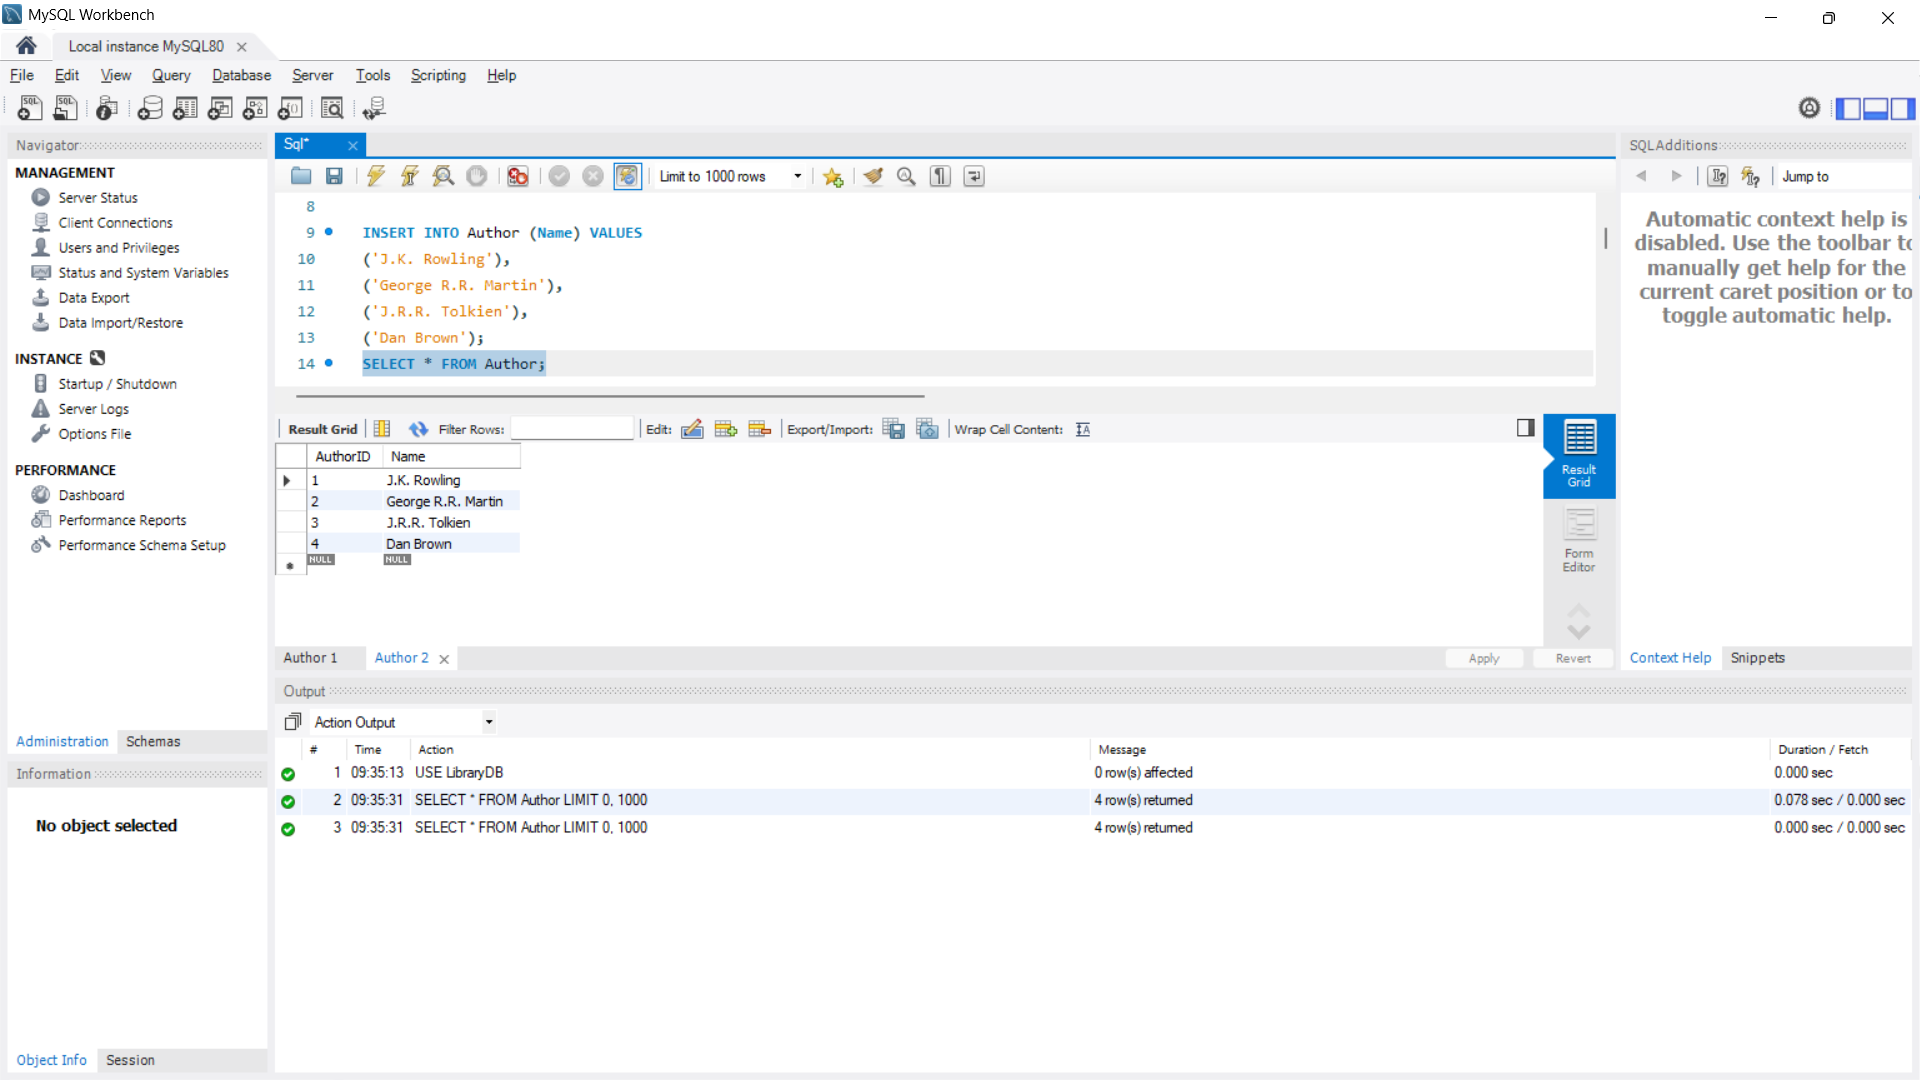 MySQL Workbench
Local instance MySQL80
File Edit View Query Database Server Tools Scripting Help
Navigator
MANAGEMENT
Server Status
Client Connections
Users and Privileges
Status and System Variables
Data Export
Data Import/Restore
INSTANCE
Startup / Shutdown
Server Logs
Options File
PERFORMANCE
Dashboard
Performance Reports
Performance Schema Setup
Administration Schemas
Information
No object selected
Object Info Session
Sql*
Limit to 1000 rows
8
9 INSERT INTO Author (Name) VALUES
10 ('J.K. Rowling'),
11 ('George R.R. Martin'),
12 ('J.R.R. Tolkien'),
13 ('Dan Brown');
14 SELECT * FROM Author;
Result Grid Filter Rows: Edit: Export/Import: Wrap Cell Content:
AuthorID Name
1 J.K. Rowling
2 George R.R. Martin
3 J.R.R. Tolkien
4 Dan Brown
NULL NULL
Result
Grid
Form
Editor
Author 1 Author 2 Apply Revert
SQLAdditions
Jump to
Automatic context help is
disabled. Use the toolbar to
manually get help for the
current caret position or to
toggle automatic help.
Context Help Snippets
Output
Action Output
# Time Action Message Duration / Fetch
1 09:35:13 USE LibraryDB 0 row(s) affected 0.000 sec
2 09:35:31 SELECT * FROM Author LIMIT 0, 1000 4 row(s) returned 0.078 sec / 0.000 sec
3 09:35:31 SELECT * FROM Author LIMIT 0, 1000 4 row(s) returned 0.000 sec / 0.000 sec